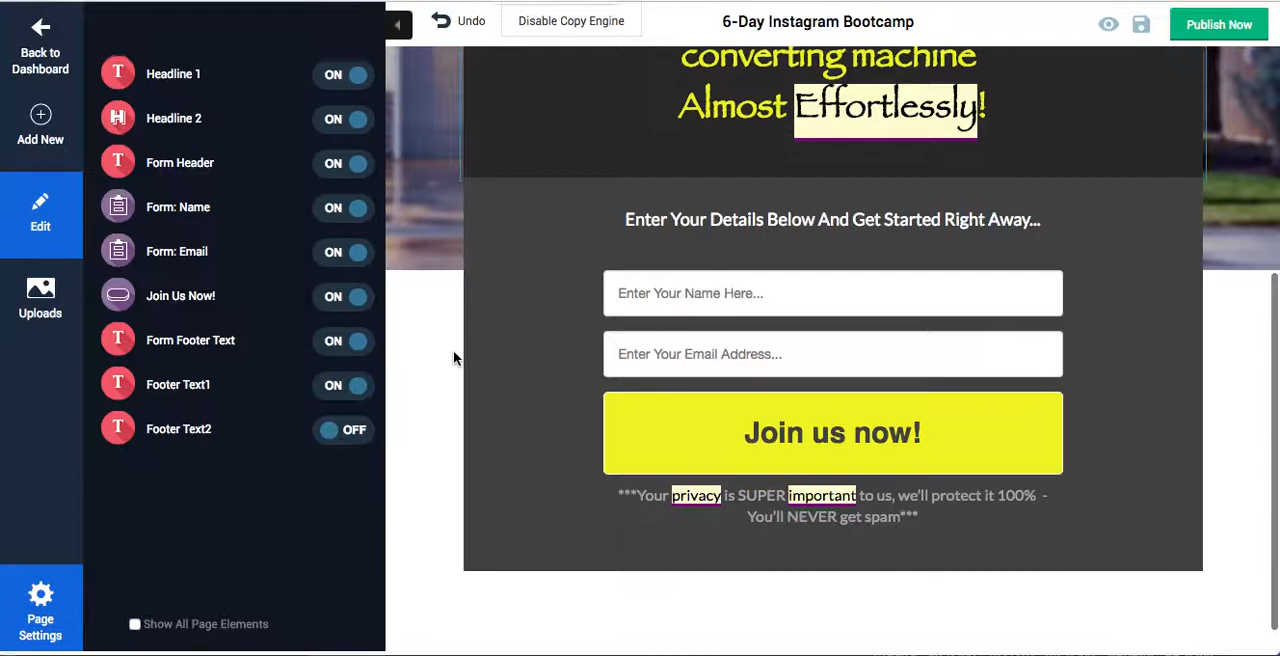 Back to
Dashboard
Add New
Edit
Uploads
Page
Settings
T Headline 1 ON
H Headline 2 ON
T Form Header ON
Form: Name ON
Form: Email ON
Join Us Now! ON
T Form Footer Text ON
T Footer Text1 ON
T Footer Text2 OFF
Show All Page Elements
Undo
Disable Copy Engine
6-Day Instagram Bootcamp
Publish Now
converting machine
Almost Effortlessly!
Enter Your Details Below And Get Started Right Away...
Enter Your Name Here...
Enter Your Email Address...
Join us now!
***Your privacy is SUPER important to us, we'll protect it 100% -
You'll NEVER get spam***